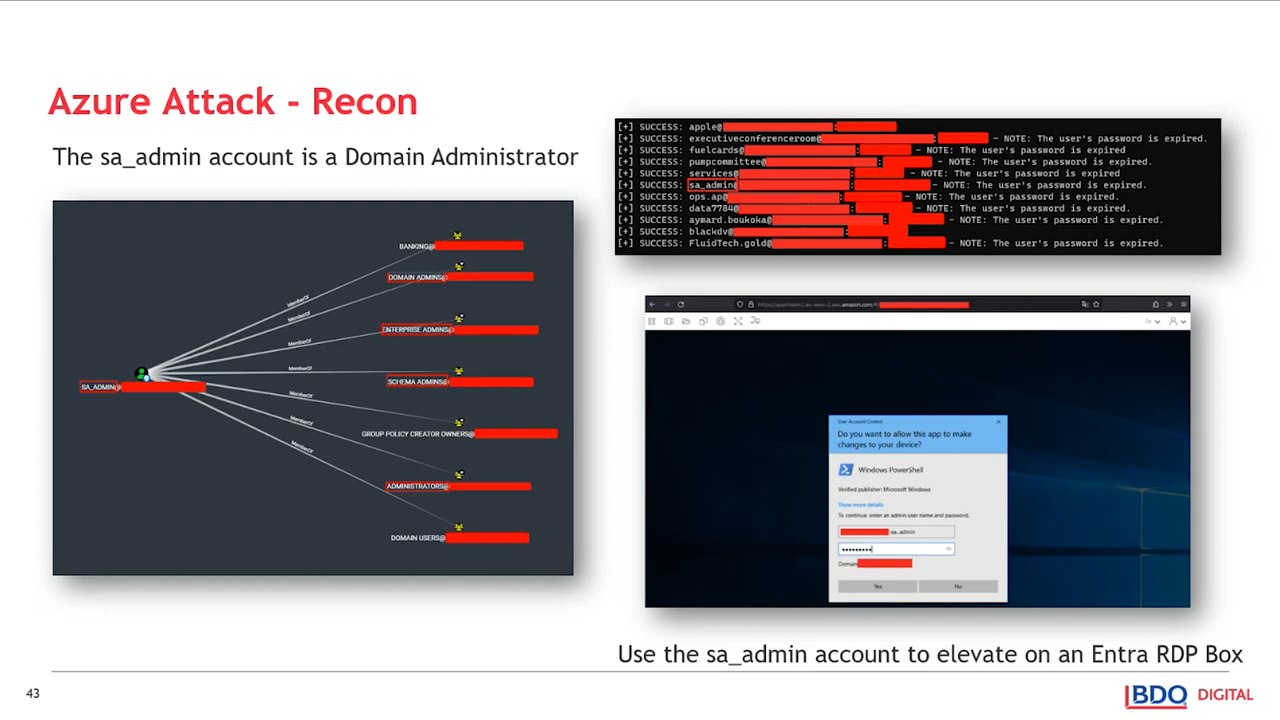 Azure Attack - Recon
The sa_admin account is a Domain Administrator
BANKING@
DOMAIN ADMINS@
ENTERPRISE ADMINS@
SCHEMA ADMINS@
GROUP POLICY CREATOR OWNERS@
ADMINISTRATORS@
DOMAIN USERS@
SA_ADMIN@
MemberOf
MemberOf
MemberOf
MemberOf
MemberOf
MemberOf
MemberOf
[+] SUCCESS: apple@ :
[+] SUCCESS: executiveconferenceroom@ : - NOTE: The user's password is expired.
[+] SUCCESS: fuelcards@ : - NOTE: The user's password is expired
[+] SUCCESS: pumpcommittee@ : - NOTE: The user's password is expired.
[+] SUCCESS: services@ : - NOTE: The user's password is expired
[+] SUCCESS: sa_admin@ : - NOTE: The user's password is expired.
[+] SUCCESS: ops.ap@ : - NOTE: The user's password is expired.
[+] SUCCESS: data7784@ : - NOTE: The user's password is expired.
[+] SUCCESS: aymard.boukoka@ : - NOTE: The user's password is expired.
[+] SUCCESS: blackdv@ :
[+] SUCCESS: FluidTech.gold@ : - NOTE: The user's password is expired.
User Account Control
Do you want to allow this app to make
changes to your device?
Windows PowerShell
Verified publisher: Microsoft Windows
Show more details
To continue, enter an admin user name and password.
sa_admin
Domain:
Yes No
Use the sa_admin account to elevate on an Entra RDP Box
43
BDO DIGITAL